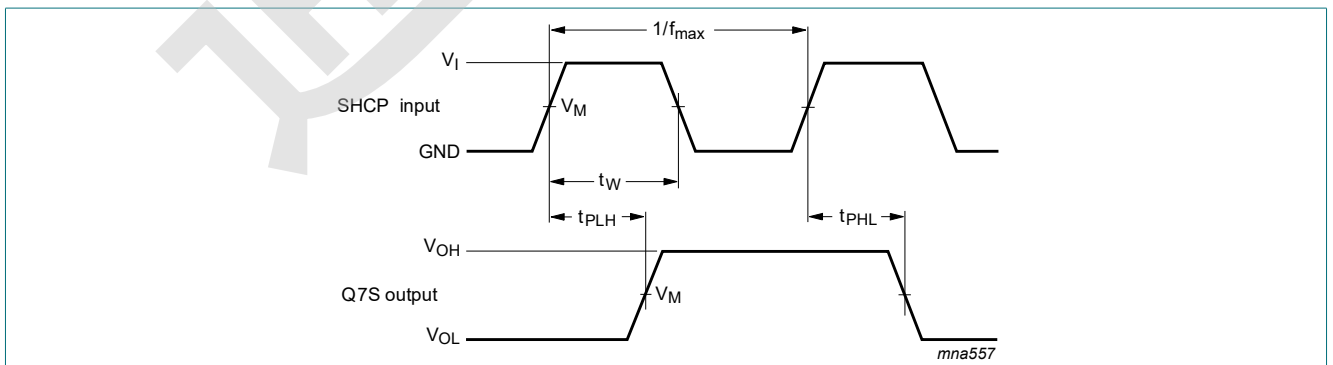 1/fmax
VI
SHCP input
VM
GND
tW
tPLH
tPHL
VOH
Q7S output
VM
VOL
mna557